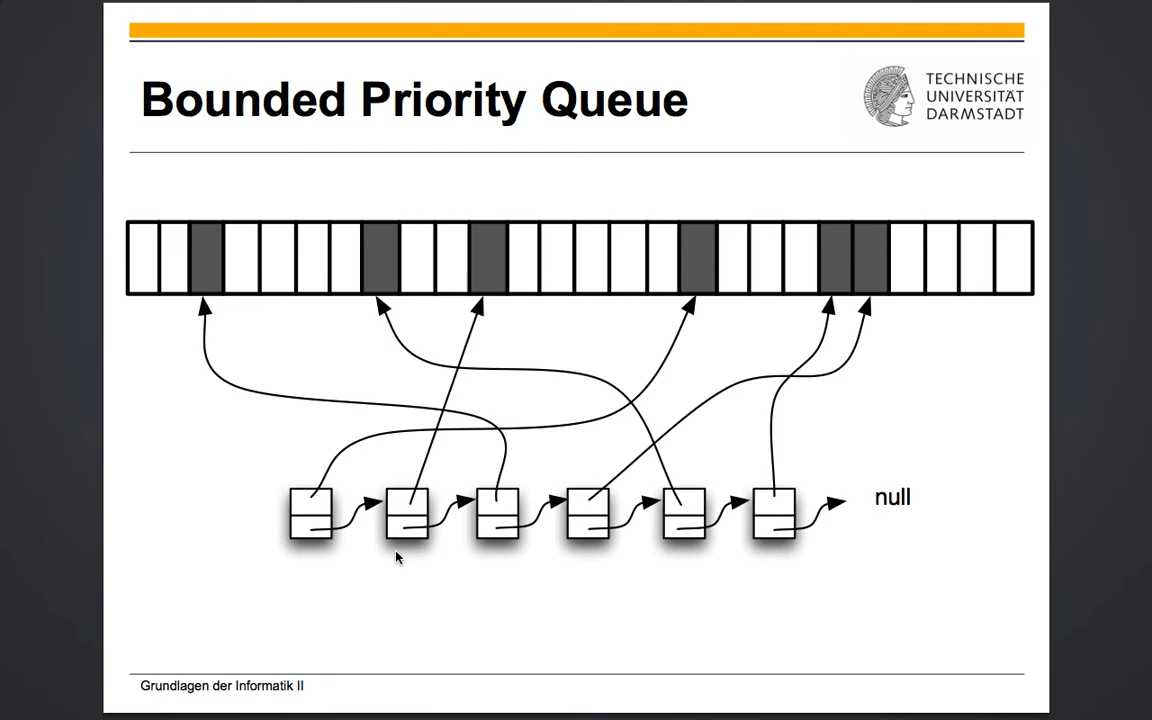 Bounded Priority Queue
TECHNISCHE
UNIVERSITÄT
DARMSTADT
null
Grundlagen der Informatik II